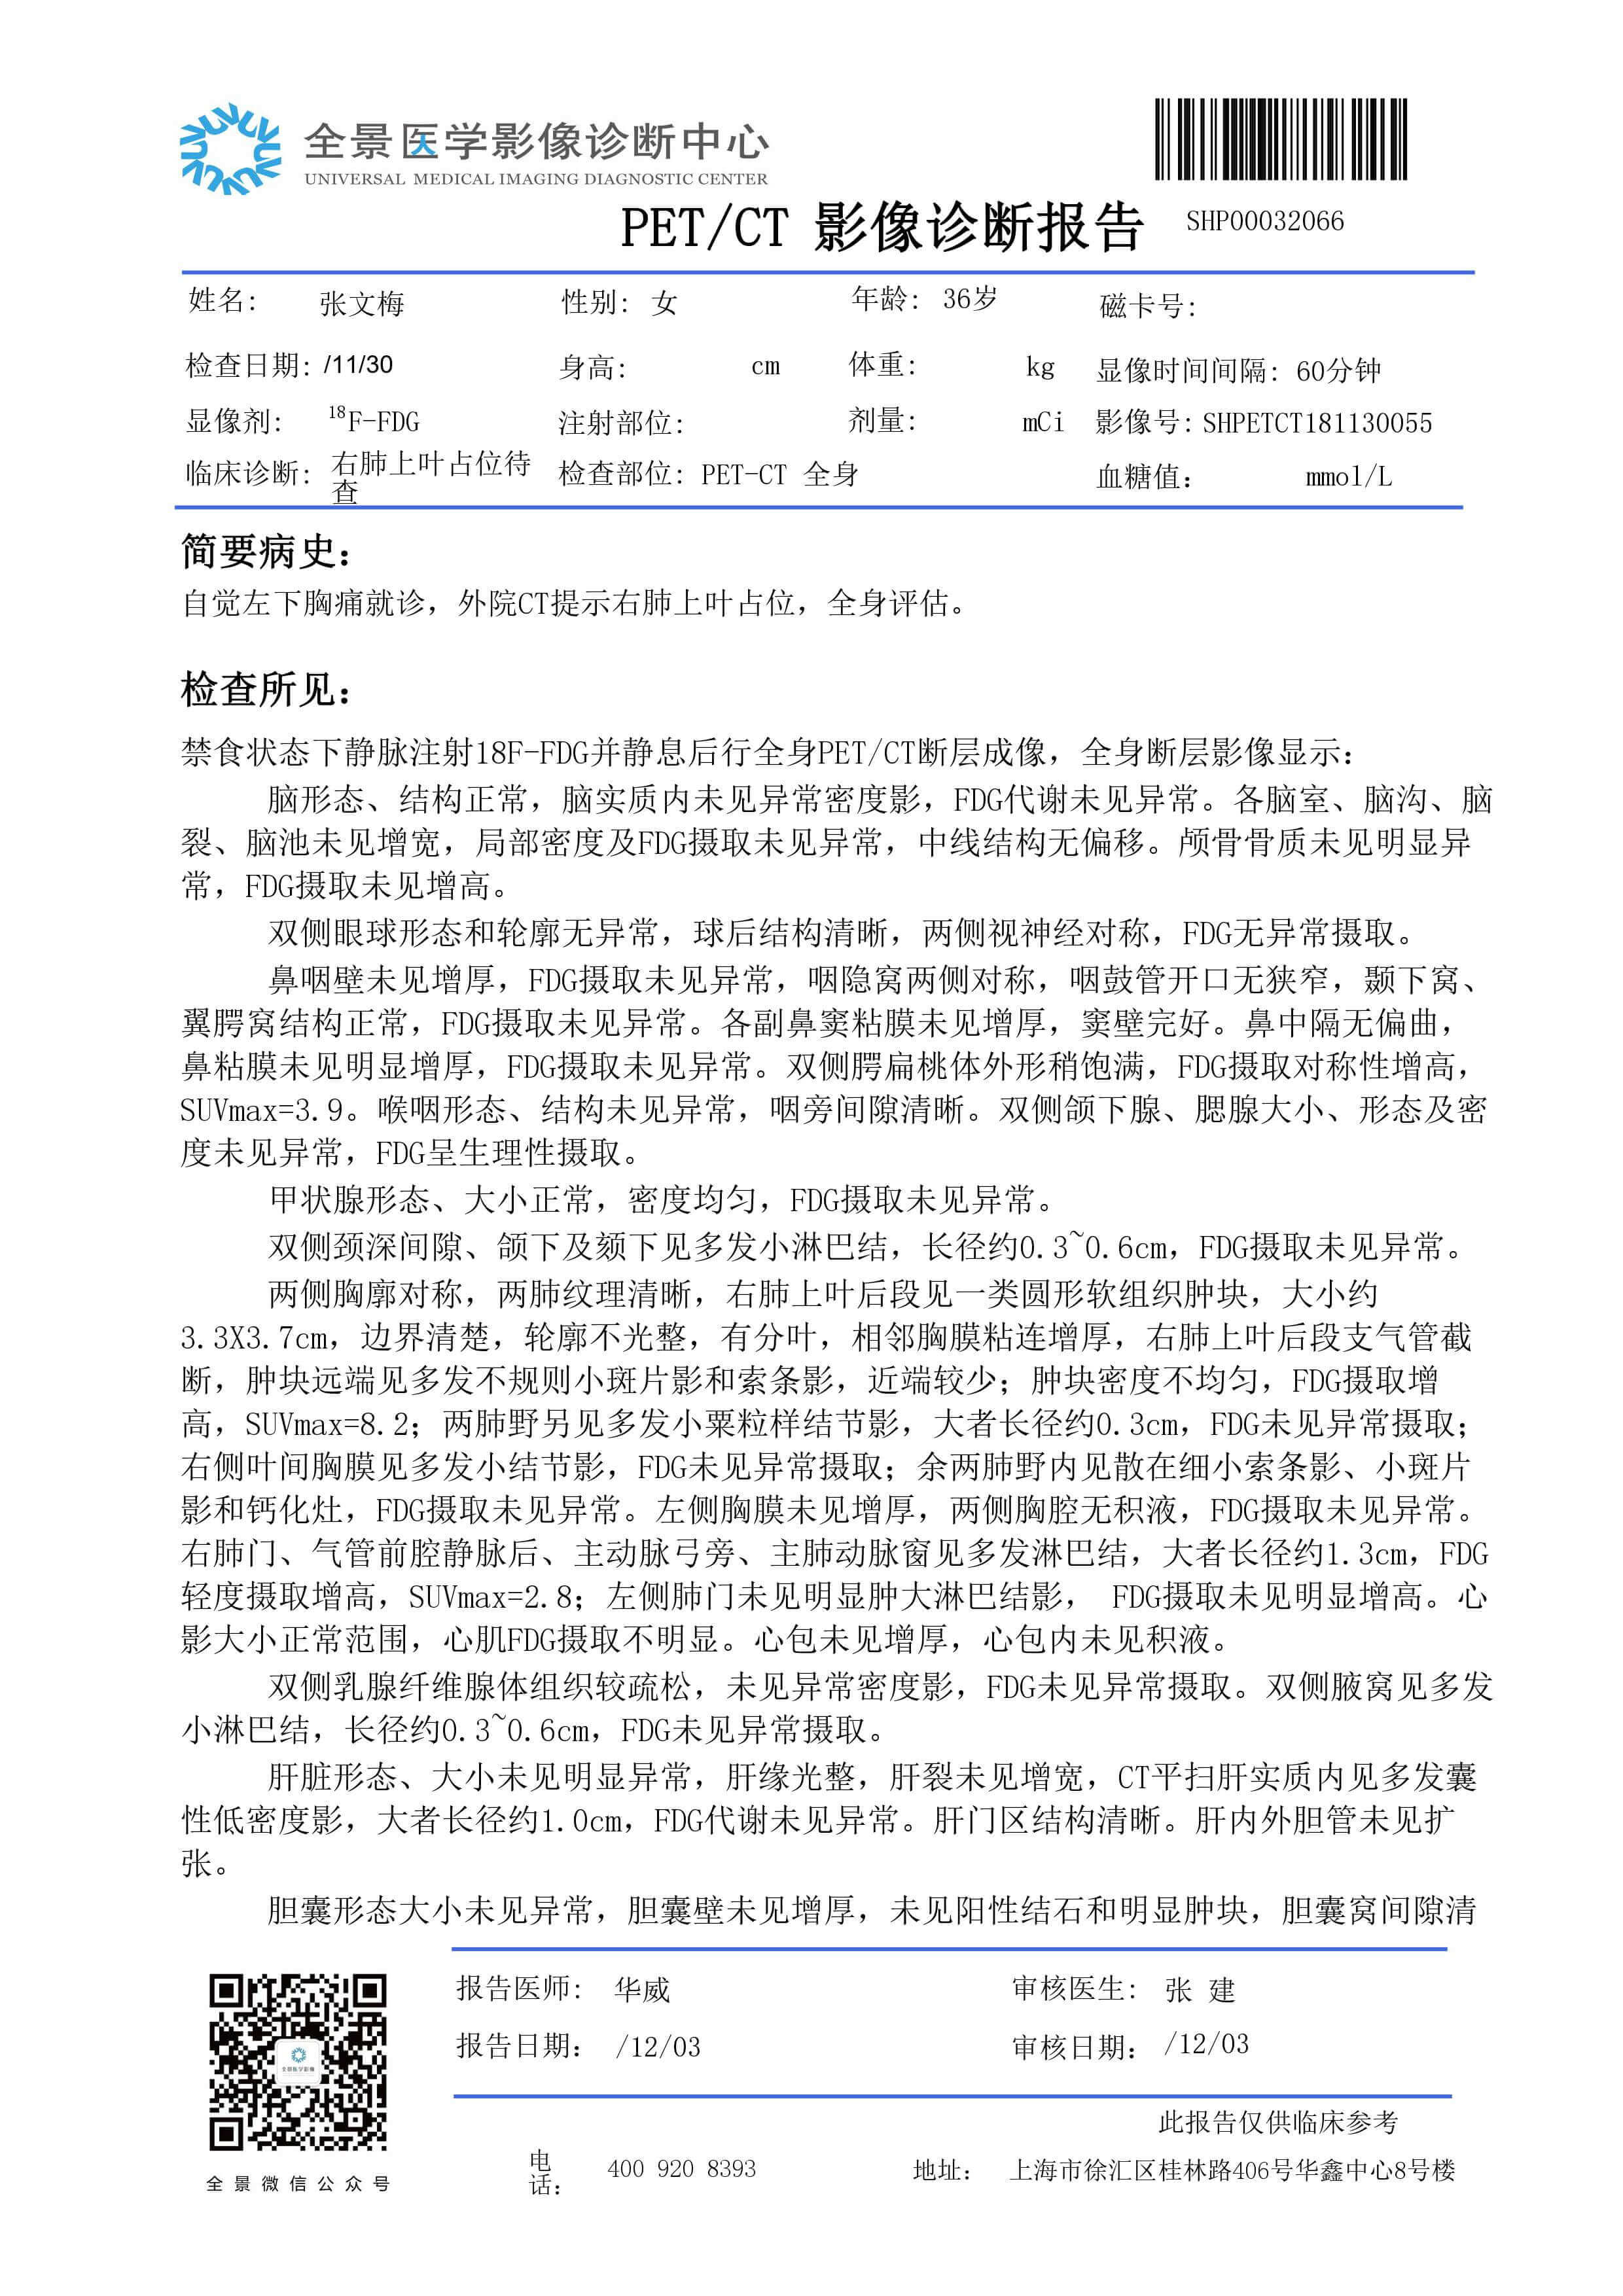 全景医学影像诊断中心
UNIVERSAL MEDICAL IMAGING DIAGNOSTIC CENTER
PET/CT 影像诊断报告 SHP00032066
姓名: 张文梅 性别: 女 年龄: 36岁 磁卡号:
检查日期: /11/30 身高: cm 体重: kg 显像时间间隔: 60分钟
显像剂: 18F-FDG 注射部位: 剂量: mCi 影像号: SHPETCT181130055
临床诊断: 右肺上叶占位待查 检查部位: PET-CT 全身 血糖值: mmol/L
简要病史:
自觉左下胸痛就诊，外院CT提示右肺上叶占位，全身评估。
检查所见:
禁食状态下静脉注射18F-FDG并静息后行全身PET/CT断层成像，全身断层影像显示：
脑形态、结构正常，脑实质内未见异常密度影，FDG代谢未见异常。各脑室、脑沟、脑
裂、脑池未见增宽，局部密度及FDG摄取未见异常，中线结构无偏移。颅骨骨质未见明显异
常，FDG摄取未见增高。
双侧眼球形态和轮廓无异常，球后结构清晰，两侧视神经对称，FDG无异常摄取。
鼻咽壁未见增厚，FDG摄取未见异常，咽隐窝两侧对称，咽鼓管开口无狭窄，颞下窝、
翼腭窝结构正常，FDG摄取未见异常。各副鼻窦粘膜未见增厚，窦壁完好。鼻中隔无偏曲，
鼻粘膜未见明显增厚，FDG摄取未见异常。双侧腭扁桃体外形稍饱满，FDG摄取对称性增高，
SUVmax=3.9。喉咽形态、结构未见异常，咽旁间隙清晰。双侧颌下腺、腮腺大小、形态及密
度未见异常，FDG呈生理性摄取。
甲状腺形态、大小正常，密度均匀，FDG摄取未见异常。
双侧颈深间隙、颌下及颏下见多发小淋巴结，长径约0.3~0.6cm，FDG摄取未见异常。
两侧胸廓对称，两肺纹理清晰，右肺上叶后段见一类圆形软组织肿块，大小约
3.3X3.7cm，边界清楚，轮廓不光整，有分叶，相邻胸膜粘连增厚，右肺上叶后段支气管截
断，肿块远端见多发不规则小斑片影和索条影，近端较少；肿块密度不均匀，FDG摄取增
高，SUVmax=8.2；两肺野另见多发小粟粒样结节影，大者长径约0.3cm，FDG未见异常摄取；
右侧叶间胸膜见多发小结节影，FDG未见异常摄取；余两肺野内见散在细小索条影、小斑片
影和钙化灶，FDG摄取未见异常。左侧胸膜未见增厚，两侧胸腔无积液，FDG摄取未见异常。
右肺门、气管前腔静脉后、主动脉弓旁、主肺动脉窗见多发淋巴结，大者长径约1.3cm，FDG
轻度摄取增高，SUVmax=2.8；左侧肺门未见明显肿大淋巴结影， FDG摄取未见明显增高。心
影大小正常范围，心肌FDG摄取不明显。心包未见增厚，心包内未见积液。
双侧乳腺纤维腺体组织较疏松，未见异常密度影，FDG未见异常摄取。双侧腋窝见多发
小淋巴结，长径约0.3~0.6cm，FDG未见异常摄取。
肝脏形态、大小未见明显异常，肝缘光整，肝裂未见增宽，CT平扫肝实质内见多发囊
性低密度影，大者长径约1.0cm，FDG代谢未见异常。肝门区结构清晰。肝内外胆管未见扩
张。
胆囊形态大小未见异常，胆囊壁未见增厚，未见阳性结石和明显肿块，胆囊窝间隙清
报告医师: 华威 审核医生: 张 建
报告日期: /12/03 审核日期: /12/03
此报告仅供临床参考
电话: 400 920 8393 地址: 上海市徐汇区桂林路406号华鑫中心8号楼
全景微信公众号